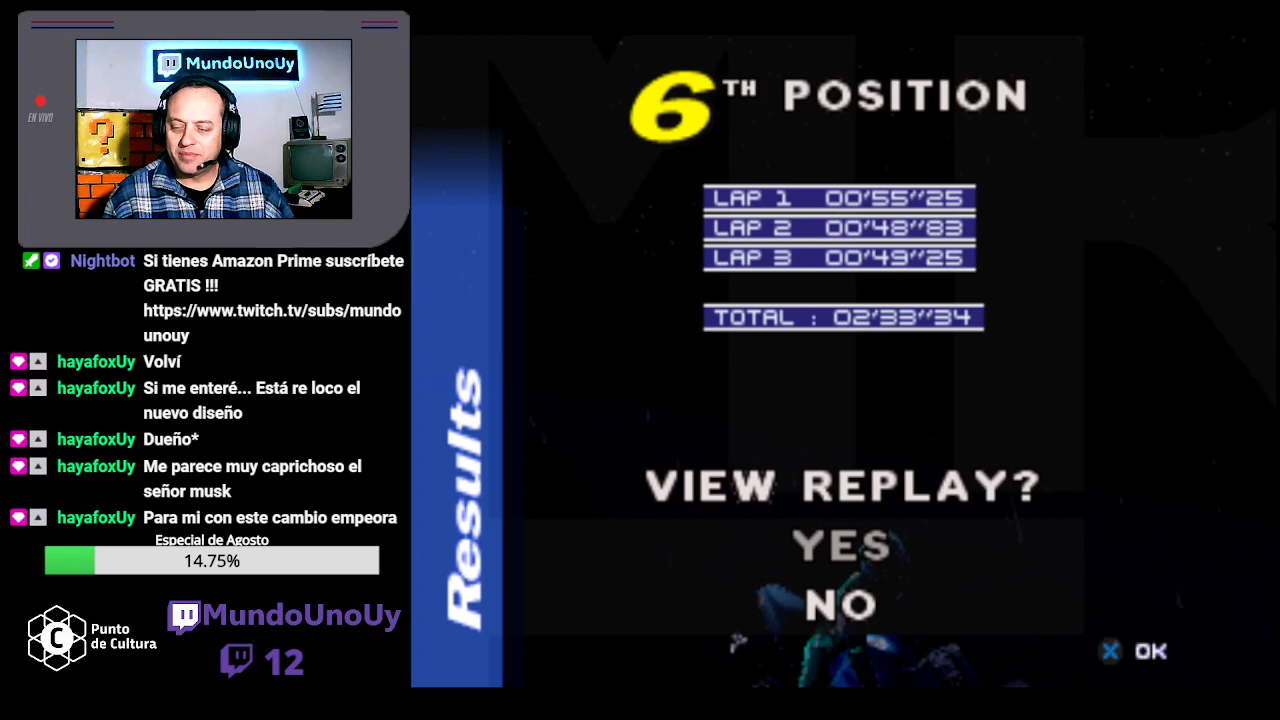 MundoUnoUy
EN VIVO
Nightbot Si tienes Amazon Prime suscríbete
GRATIS !!!
https://www.twitch.tv/subs/mundo
unouy
hayafoxUy Volví
hayafoxUy Si me enteré... Está re loco el
nuevo diseño
hayafoxUy Dueño*
hayafoxUy Me parece muy caprichoso el
señor musk
hayafoxUy Para mi con este cambio empeora
Especial de Agosto
14.75%
C Punto
de Cultura
MundoUnoUy
12
Results
6TH POSITION
LAP 1 00'55"25
LAP 2 00'48"83
LAP 3 00'49"25
TOTAL : 02'33"34
VIEW REPLAY?
YES
NO
X OK